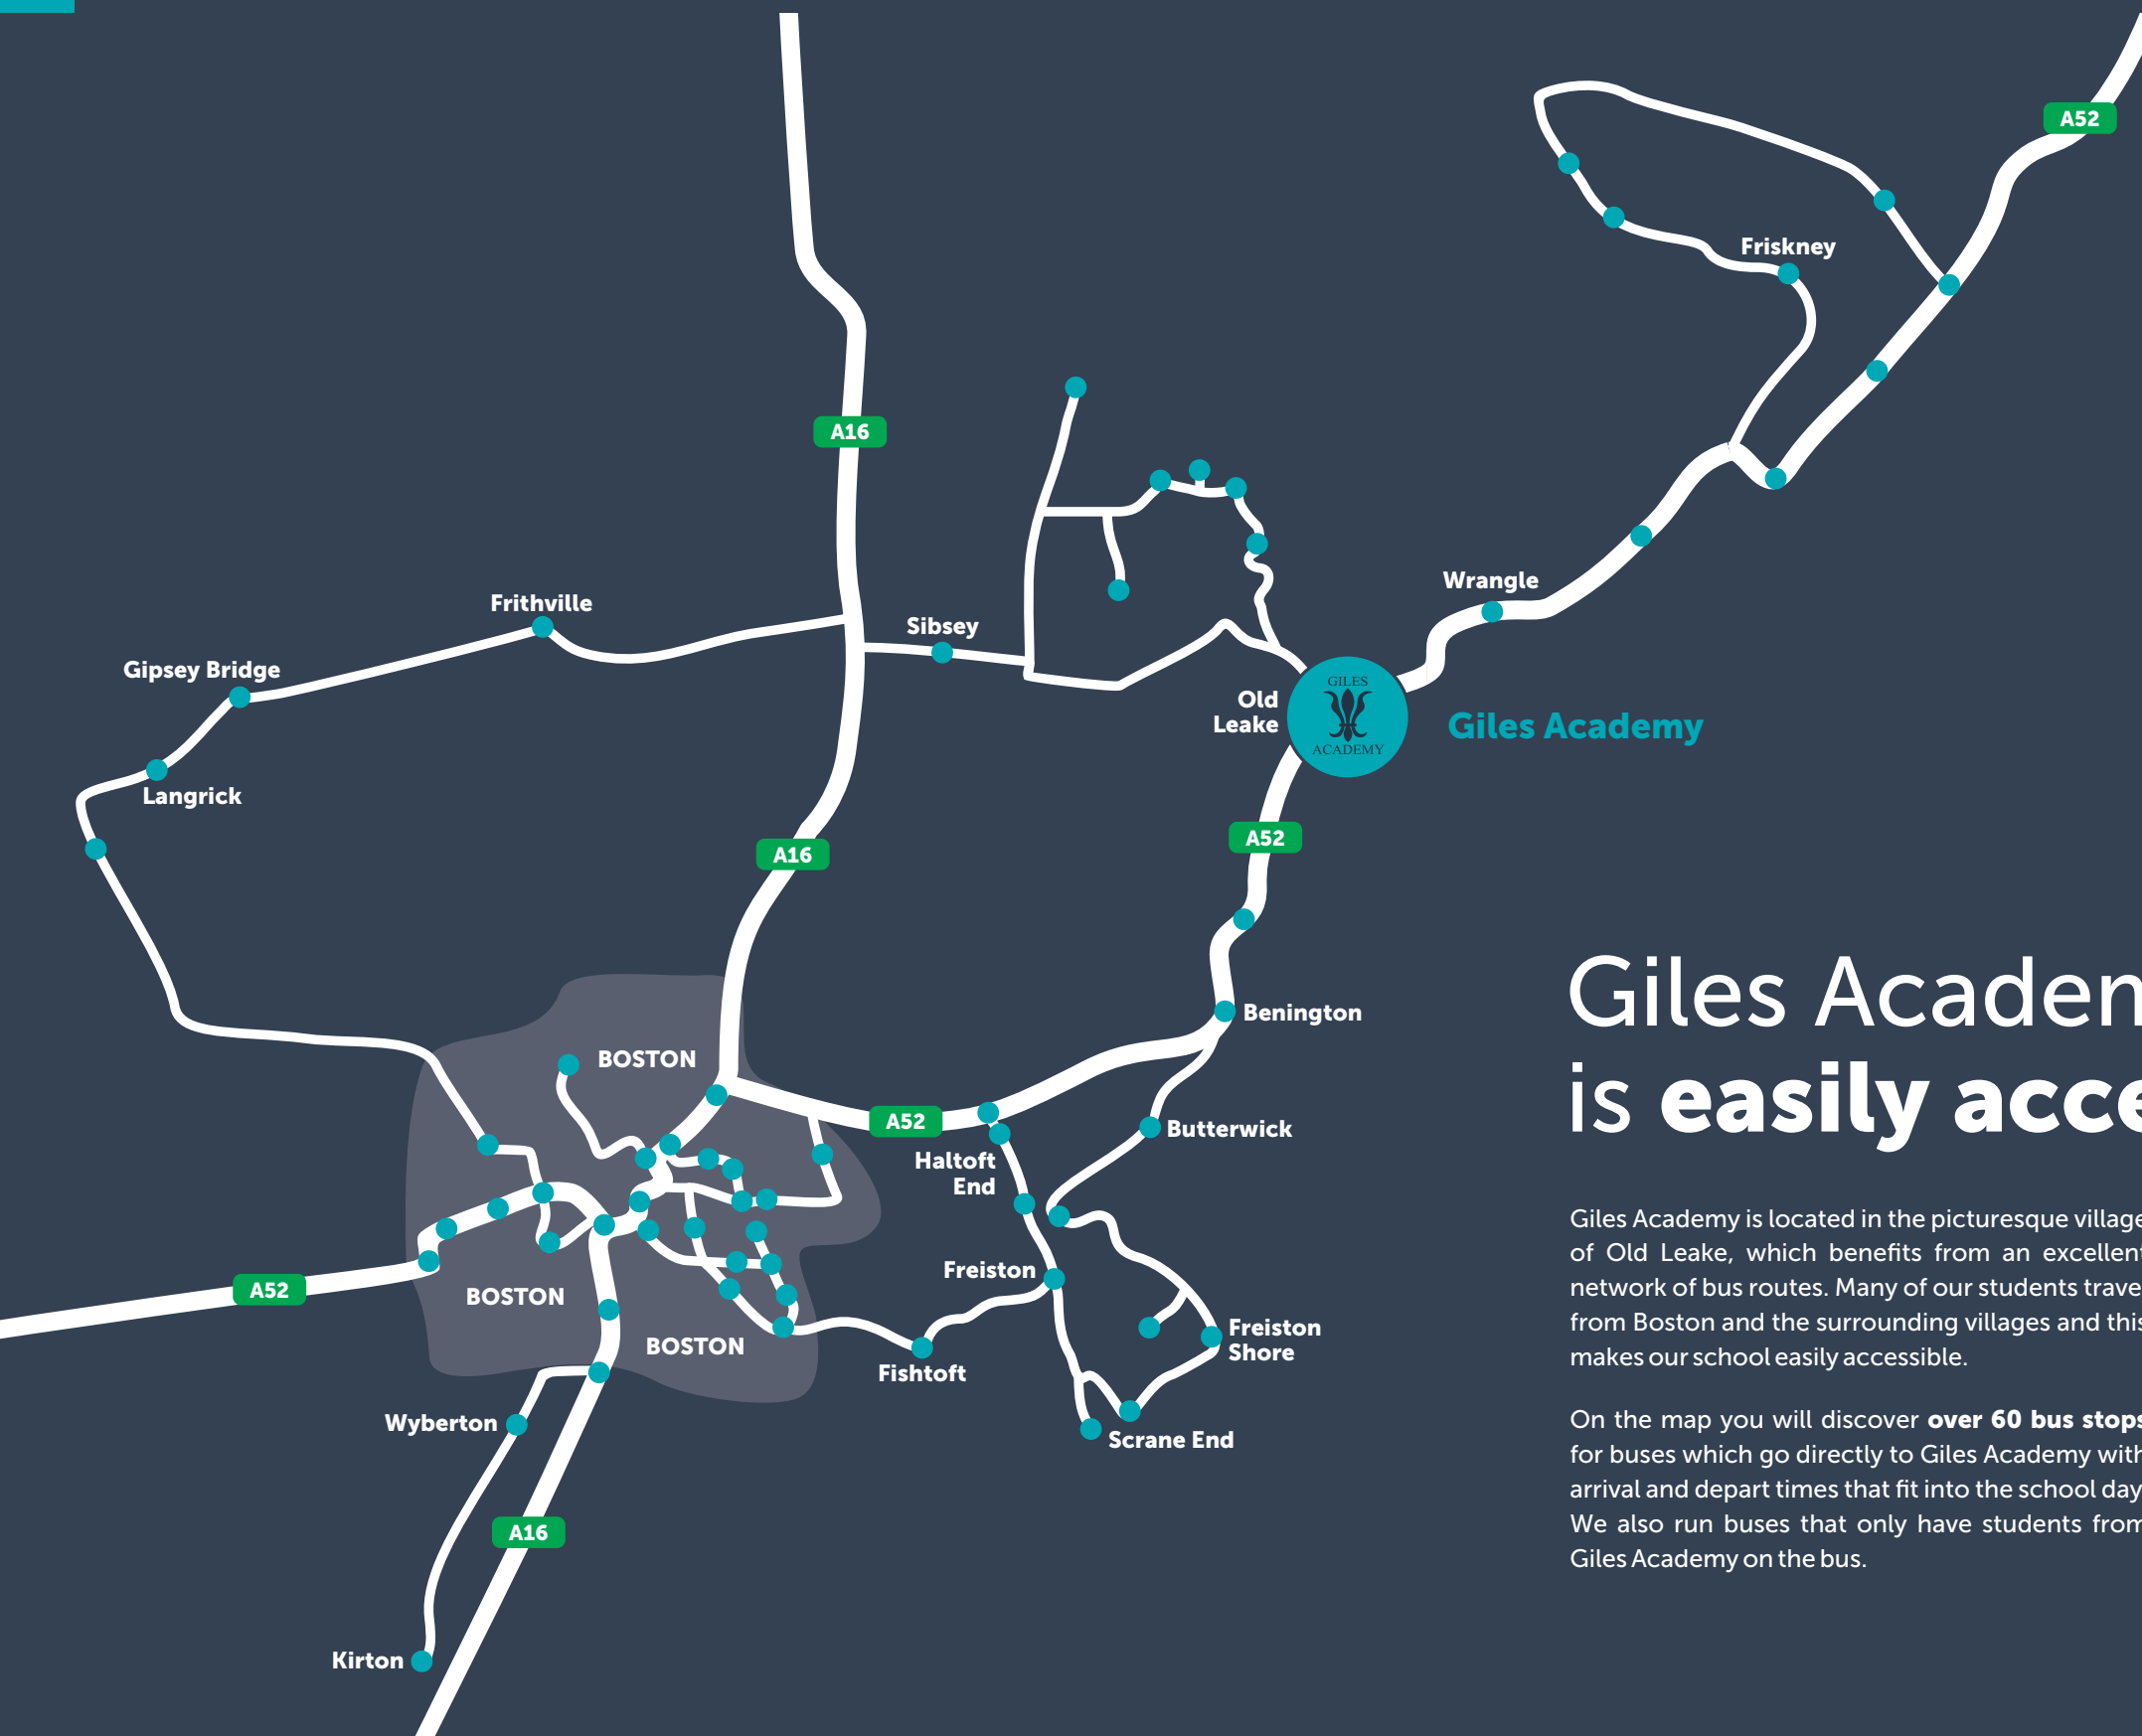 A52
Friskney
A16
Wrangle
Frithville
Sibsey
Gipsey Bridge
GILES
ACADEMY
Old
Leake
Giles Academy
Langrick
A52
A16
Benington
BOSTON
A52
Butterwick
Haltoft
End
Freiston
A52
BOSTON
Freiston
Shore
BOSTON
Fishtoft
Wyberton
Scrane End
A16
Kirton
Giles Academ
is easily acce
Giles Academy is located in the picturesque village
of Old Leake, which benefits from an excellent
network of bus routes. Many of our students trave
from Boston and the surrounding villages and this
makes our school easily accessible.
On the map you will discover over 60 bus stops
for buses which go directly to Giles Academy with
arrival and depart times that fit into the school day
We also run buses that only have students from
Giles Academy on the bus.